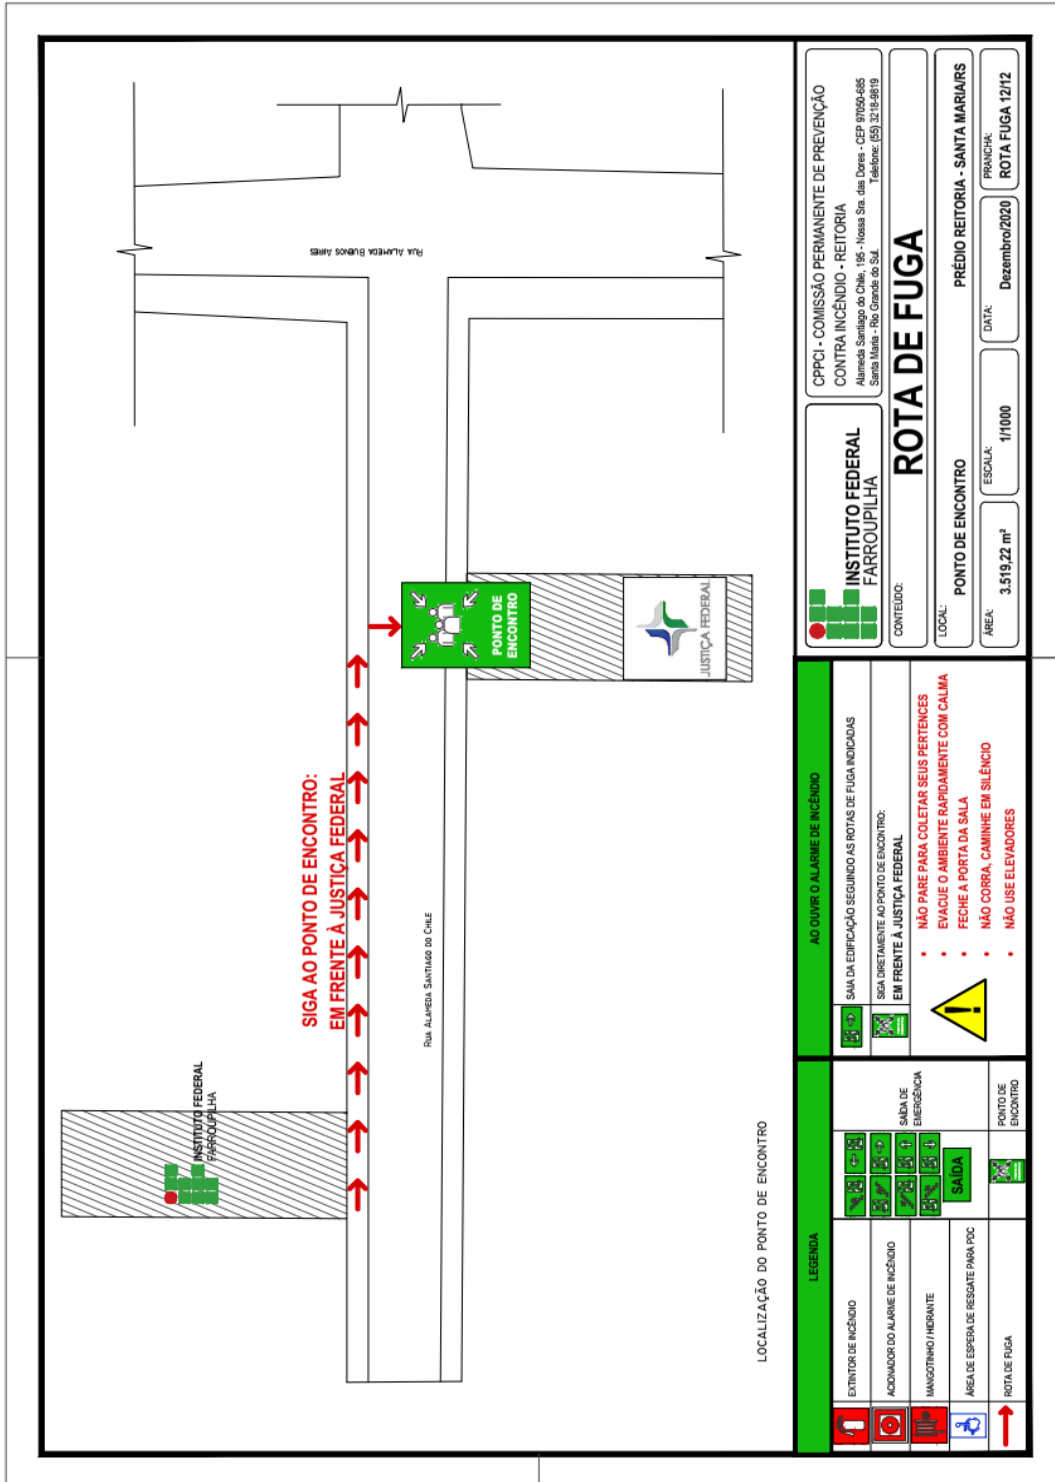 INSTITUTO FEDERAL
FARROUPILHA
SIGA AO PONTO DE ENCONTRO:
EM FRENTE À JUSTIÇA FEDERAL
RUA ALAMEDA SANTIAGO DO CHILE
RUA ALAMEDA BUENOS AIRES
PONTO DE
ENCONTRO
JUSTIÇA FEDERAL
LOCALIZAÇÃO DO PONTO DE ENCONTRO
LEGENDA
EXTINTOR DE INCÊNDIO
ACIONADOR DO ALARME DE INCÊNDIO
MANGOTINHO / HIDRANTE
ÁREA DE ESPERA DE RESGATE PARA PDC
ROTA DE FUGA
SAÍDA
SAÍDA DE
EMERGÊNCIA
PONTO DE
ENCONTRO
AO OUVIR O ALARME DE INCÊNDIO
SAIA DA EDIFICAÇÃO SEGUINDO AS ROTAS DE FUGA INDICADAS
SIGA DIRETAMENTE AO PONTO DE ENCONTRO:
EM FRENTE À JUSTIÇA FEDERAL
• NÃO PARE PARA COLETAR SEUS PERTENCES
• EVACUE O AMBIENTE RAPIDAMENTE COM CALMA
• FECHE A PORTA DA SALA
• NÃO CORRA, CAMINHE EM SILÊNCIO
• NÃO USE ELEVADORES
INSTITUTO FEDERAL
FARROUPILHA
CPPCI - COMISSÃO PERMANENTE DE PREVENÇÃO
CONTRA INCÊNDIO - REITORIA
Alameda Santiago do Chile, 195 - Nossa Sra. das Dores - CEP 97050-685
Santa Maria - Rio Grande do Sul. Telefone: (55) 3218-9819
CONTEÚDO:
ROTA DE FUGA
LOCAL:
PONTO DE ENCONTRO PRÉDIO REITORIA - SANTA MARIA/RS
ÁREA: ESCALA: DATA: PRANCHA:
3.519,22 m² 1/1000 Dezembro/2020 ROTA FUGA 12/12